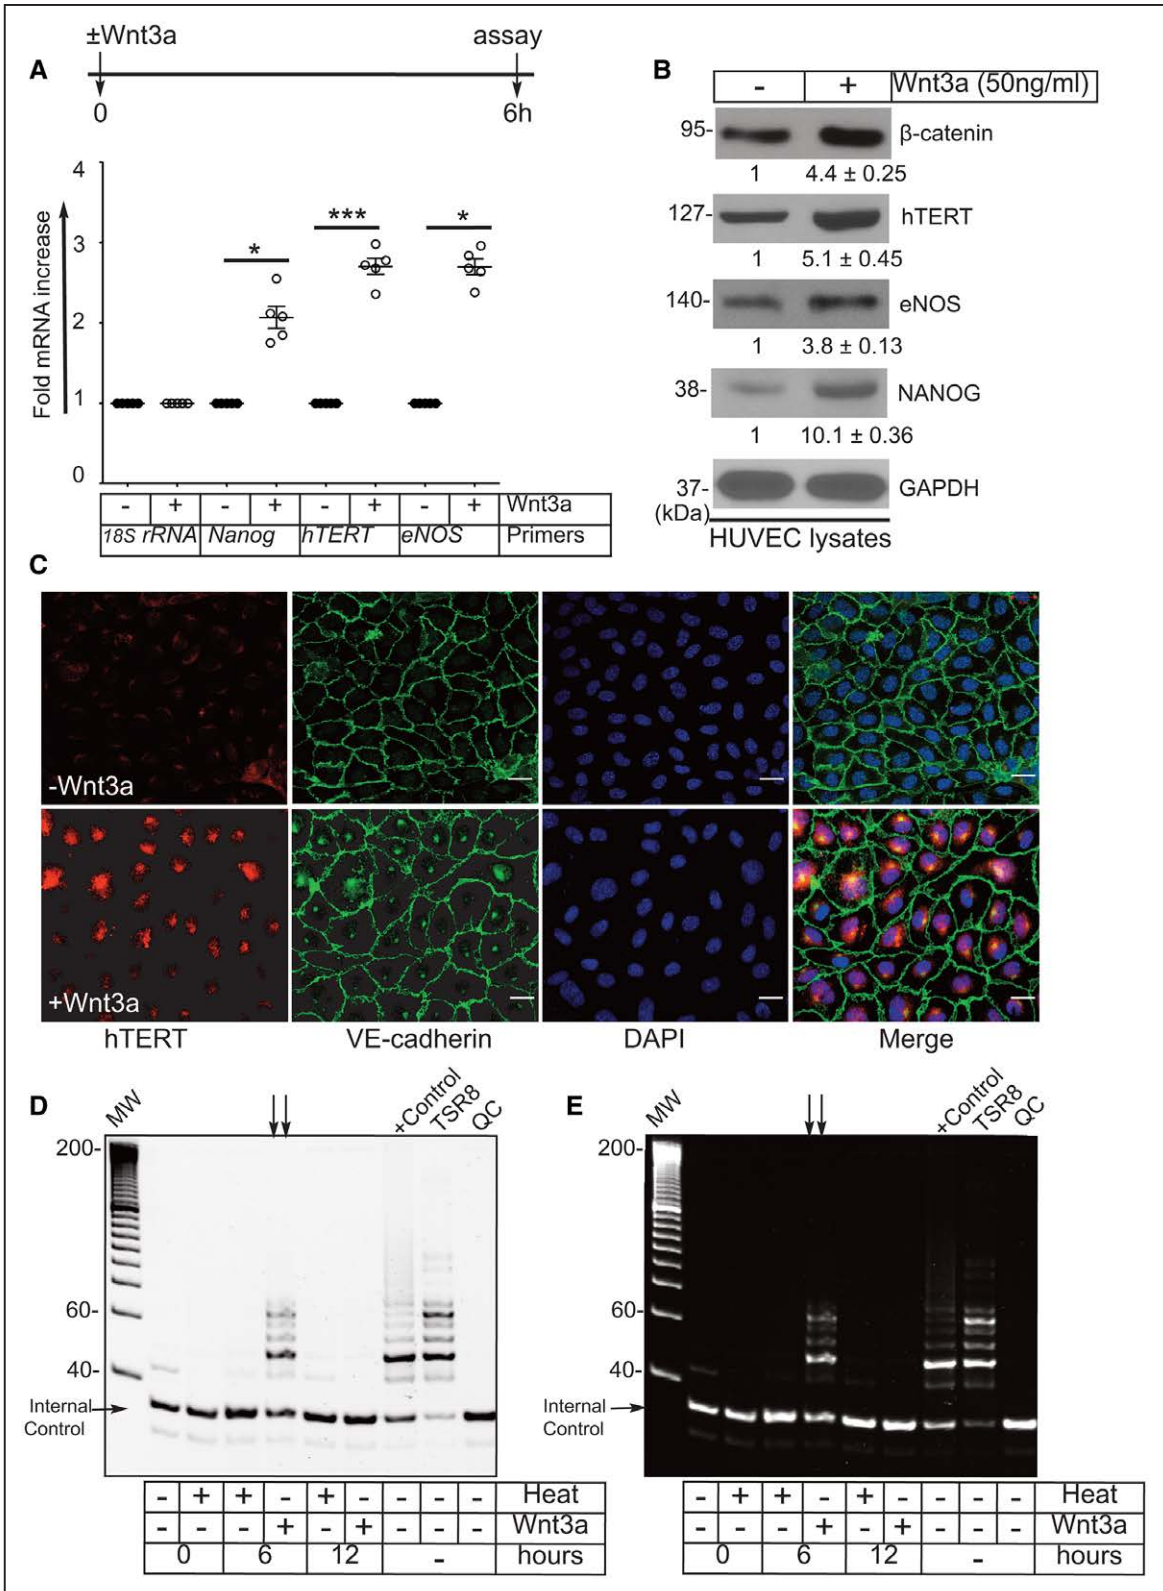 A
±Wnt3a
assay
0
6h
Fold mRNA increase
4
3
2
1
0
*
***
*
- + - + - + - + Wnt3a
18S rRNA Nanog hTERT eNOS Primers
B
- + Wnt3a (50ng/ml)
95- β-catenin
1 4.4 ± 0.25
127- hTERT
1 5.1 ± 0.45
140- eNOS
1 3.8 ± 0.13
38- NANOG
1 10.1 ± 0.36
37- GAPDH
(kDa)
HUVEC lysates
C
-Wnt3a
+Wnt3a
hTERT VE-cadherin DAPI Merge
D
MW +Control TSR8 QC
200-
60-
40-
Internal
Control
- + + - + - - - - Heat
- - - + - + - - - Wnt3a
0 6 12 - hours
E
MW +Control TSR8 QC
200-
60-
40-
Internal
Control
- + + - + - - - - Heat
- - - + - + - - - Wnt3a
0 6 12 - hours